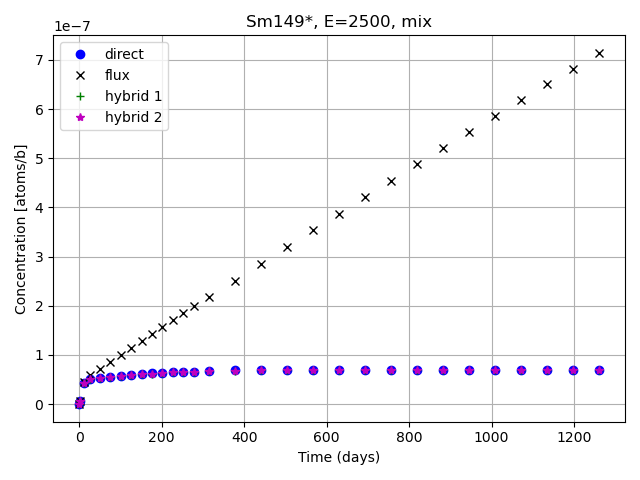 Sm149*, E=2500, mix
1e−7
direct
flux
hybrid 1
hybrid 2
7
6
5
4
3
2
1
0
Concentration [atoms/b]
0 200 400 600 800 1000 1200
Time (days)